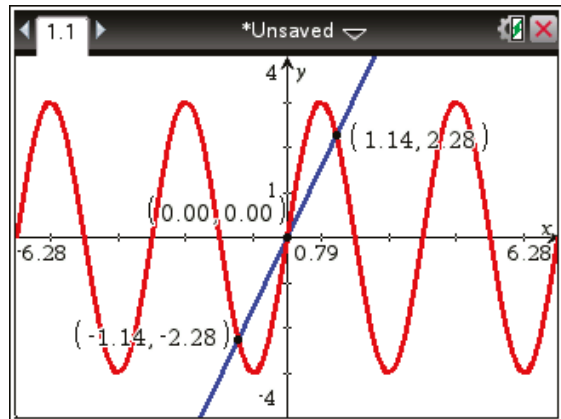 1.1 *Unsaved
4 y
(1.14, 2.28)
1
(0.00, 0.00)
x
-6.28 0.79 6.28
(-1.14, -2.28)
-4